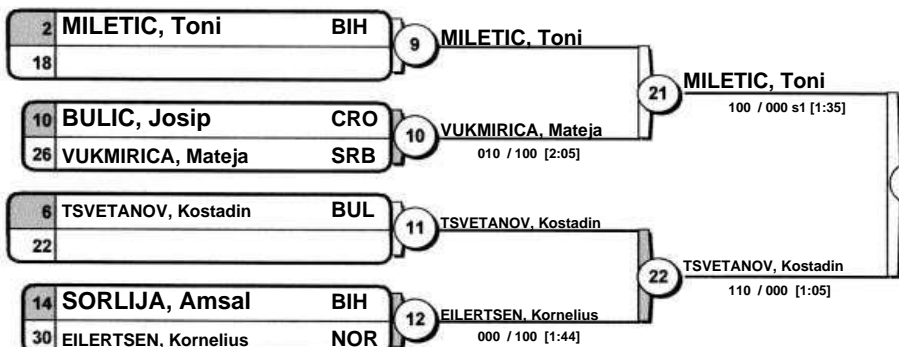 2 MILETIC, Toni BIH
18
9
MILETIC, Toni
10 BULIC, Josip CRO
26 VUKMIRICA, Mateja SRB
10
VUKMIRICA, Mateja
010 / 100 [2:05]
21
MILETIC, Toni
100 / 000 s1 [1:35]
6 TSVETANOV, Kostadin BUL
22
11
TSVETANOV, Kostadin
14 SORLIJA, Amsal BIH
30 EILERTSEN, Kornelius NOR
12
EILERTSEN, Kornelius
000 / 100 [1:44]
22
TSVETANOV, Kostadin
110 / 000 [1:05]